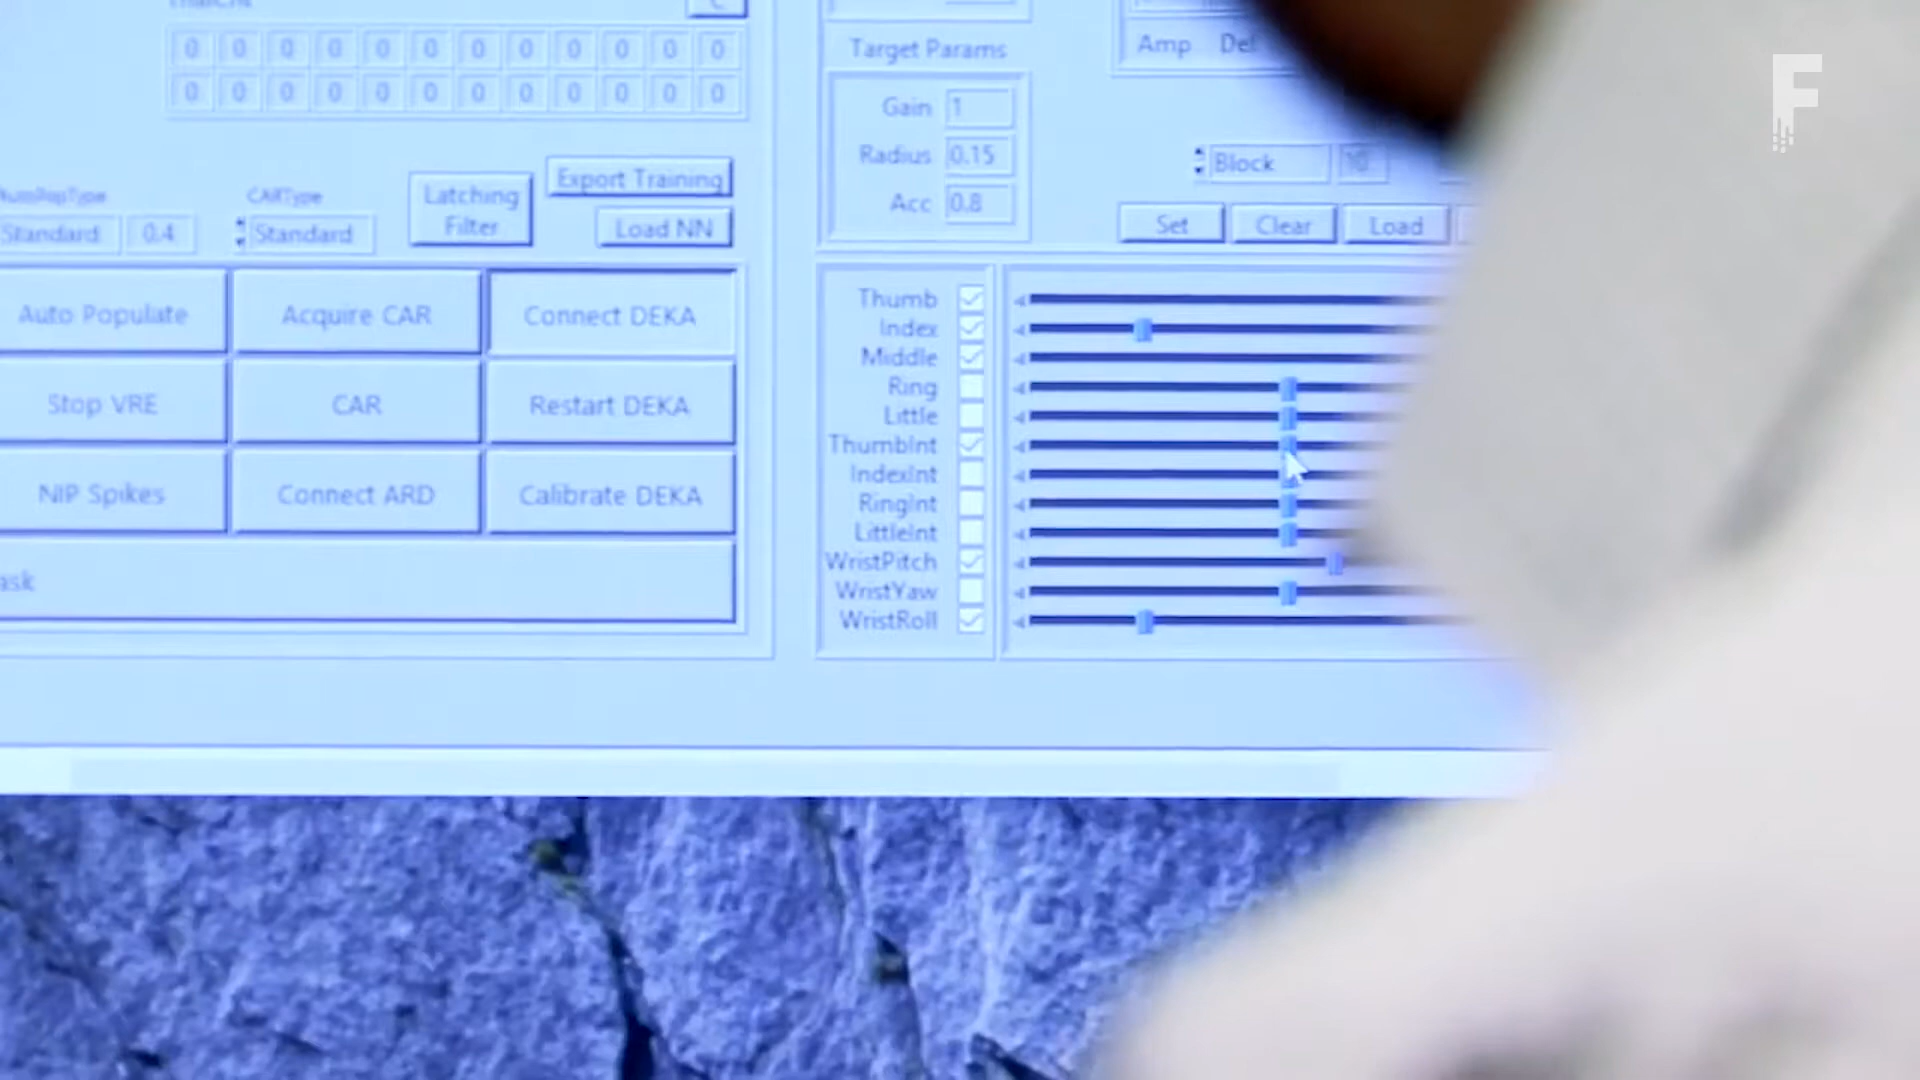 0 0 0 0 0 0 0 0 0 0 0 0
0 0 0 0 0 0 0 0 0 0 0 0
CARType
Standard 0.4
Standard
Latching
Filter
Export Training
Load NN
Auto Populate
Acquire CAR
Connect DEKA
Stop VRE
CAR
Restart DEKA
NIP Spikes
Connect ARD
Calibrate DEKA
Target Params
Gain 1
Radius 0.15
Acc 0.8
Amp Del
Block 10
Set Clear Load
Thumb
Index
Middle
Ring
Little
ThumbInt
IndexInt
RingInt
LittleInt
WristPitch
WristYaw
WristRoll
F